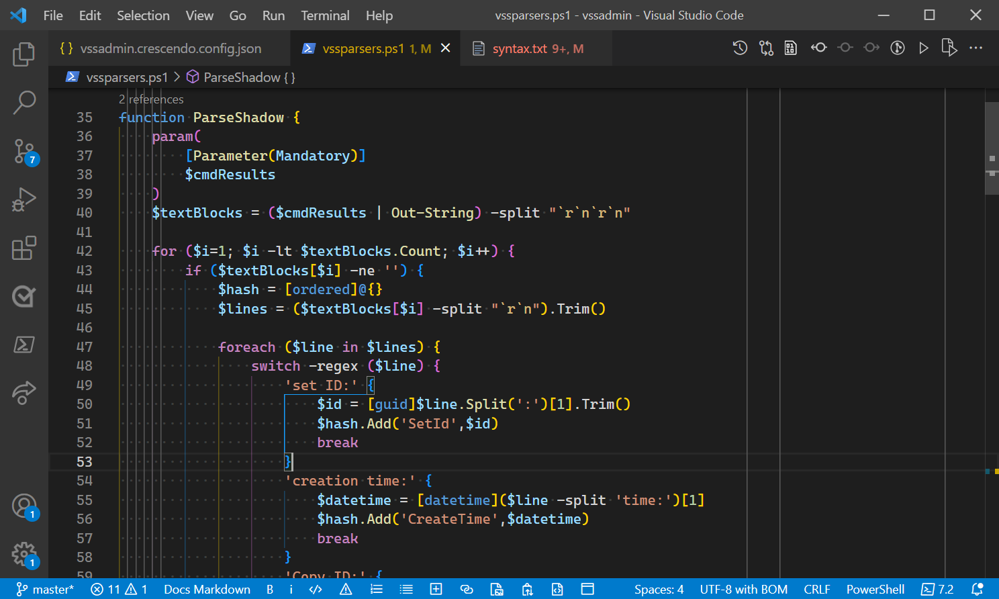 File Edit Selection View Go Run Terminal Help vssparsers.ps1 - vssadmin - Visual Studio Code
{} vssadmin.crescendo.config.json vssparsers.ps1 1, M syntax.txt 9+, M
vssparsers.ps1 > ParseShadow { }
2 references
35 function ParseShadow {
36 param(
37 [Parameter(Mandatory)]
38 $cmdResults
39 )
40 $textBlocks = ($cmdResults | Out-String) -split "`r`n`r`n"
41
42 for ($i=1; $i -lt $textBlocks.Count; $i++) {
43 if ($textBlocks[$i] -ne '') {
44 $hash = [ordered]@{}
45 $lines = ($textBlocks[$i] -split "`r`n").Trim()
46
47 foreach ($line in $lines) {
48 switch -regex ($line) {
49 'set ID:' {
50 $id = [guid]$line.Split(':')[1].Trim()
51 $hash.Add('SetId',$id)
52 break
53 }
54 'creation time:' {
55 $datetime = [datetime]($line -split 'time:')[1]
56 $hash.Add('CreateTime',$datetime)
57 break
58 }
59 'Copy ID:' {
7
1
1
master* 11 1 Docs Markdown B i </> Spaces: 4 UTF-8 with BOM CRLF PowerShell 7.2